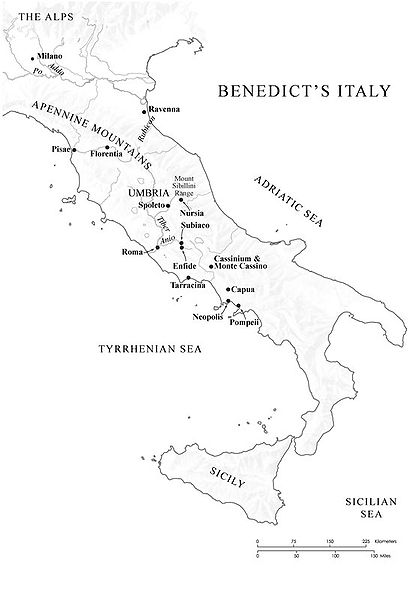 THE ALPS
Milano
Po
Adda
BENEDICT'S ITALY
Ravenna
Rubicon
APENNINE MOUNTAINS
Pisae
Florentia
Mount
Sibillini
Range
UMBRIA
Spoleto
Nursia
ADRIATIC SEA
Tiber
Subiaco
Anio
Roma
Enfide
Cassinium &
Monte Cassino
Tarracina
Capua
Neopolis
Pompeii
TYRRHENIAN SEA
SICILY
SICILIAN
SEA
0 75 150 225 Kilometers
0 50 100 150 Miles